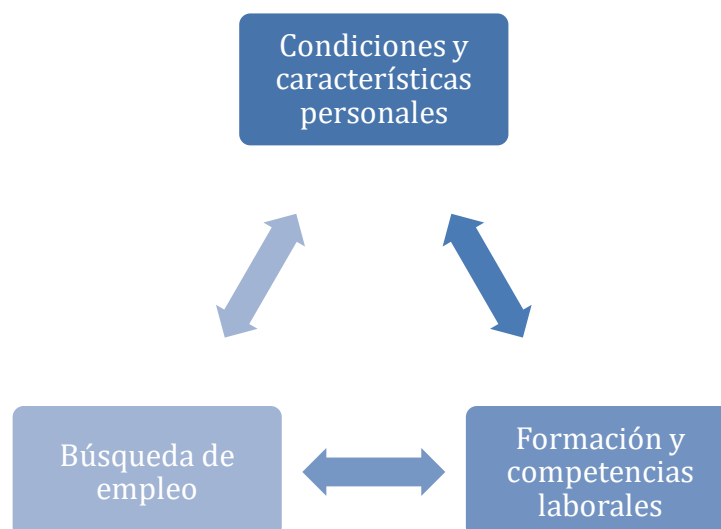 Condiciones y
características
personales
Búsqueda de
empleo
Formación y
competencias
laborales